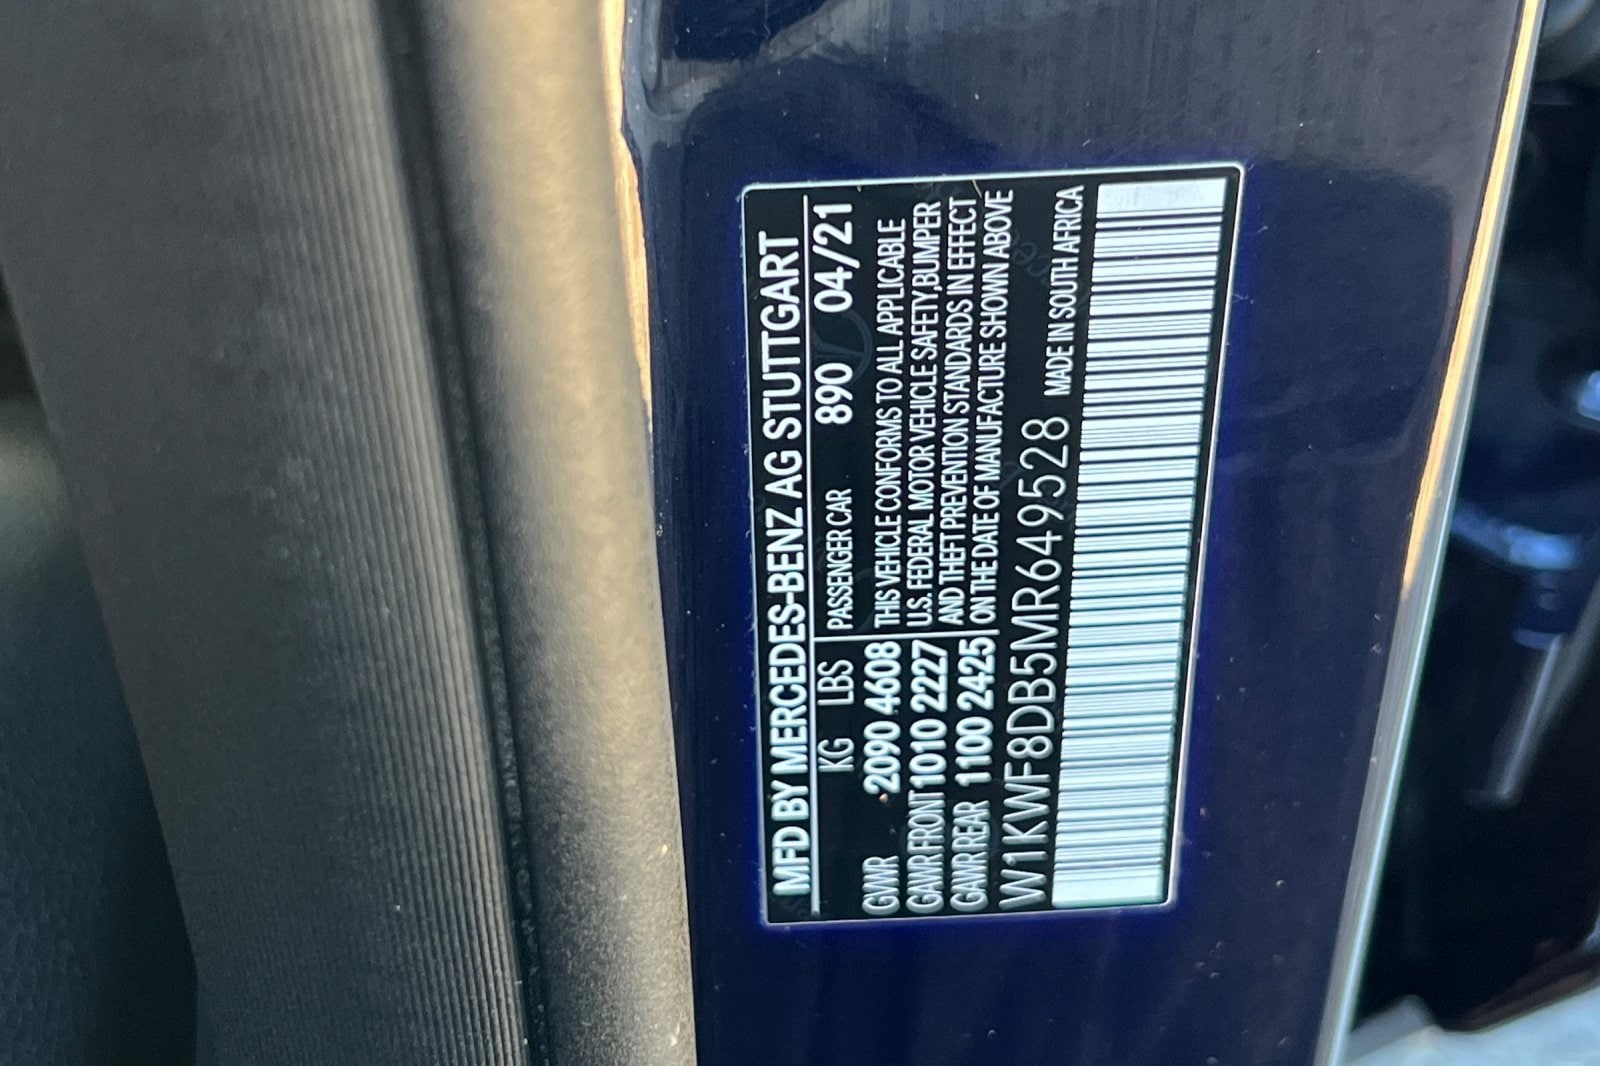 MFD BY MERCEDES-BENZ AG STUTTGART
KG LBS PASSENGER CAR 890 04/21
GVWR 2090 4608 THIS VEHICLE CONFORMS TO ALL APPLICABLE
GAWR FRONT 1010 2227 U.S. FEDERAL MOTOR VEHICLE SAFETY,BUMPER
GAWR REAR 1100 2425 AND THEFT PREVENTION STANDARDS IN EFFECT
ON THE DATE OF MANUFACTURE SHOWN ABOVE
W1KWF8DB5MR649528 MADE IN SOUTH AFRICA